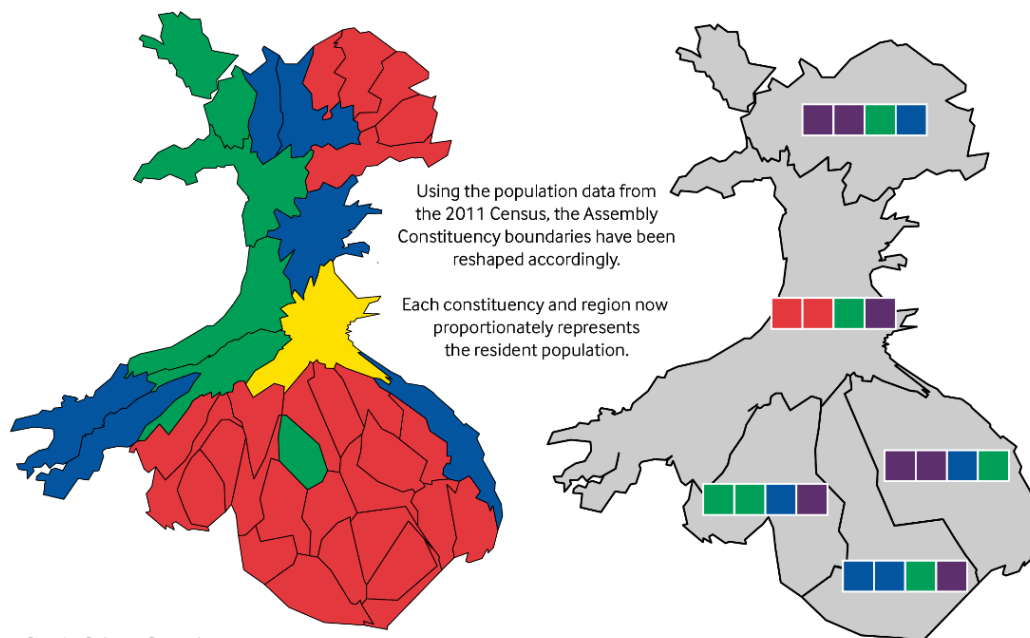 Using the population data from
the 2011 Census, the Assembly
Constituency boundaries have been
reshaped accordingly.
Each constituency and region now
proportionately represents
the resident population.